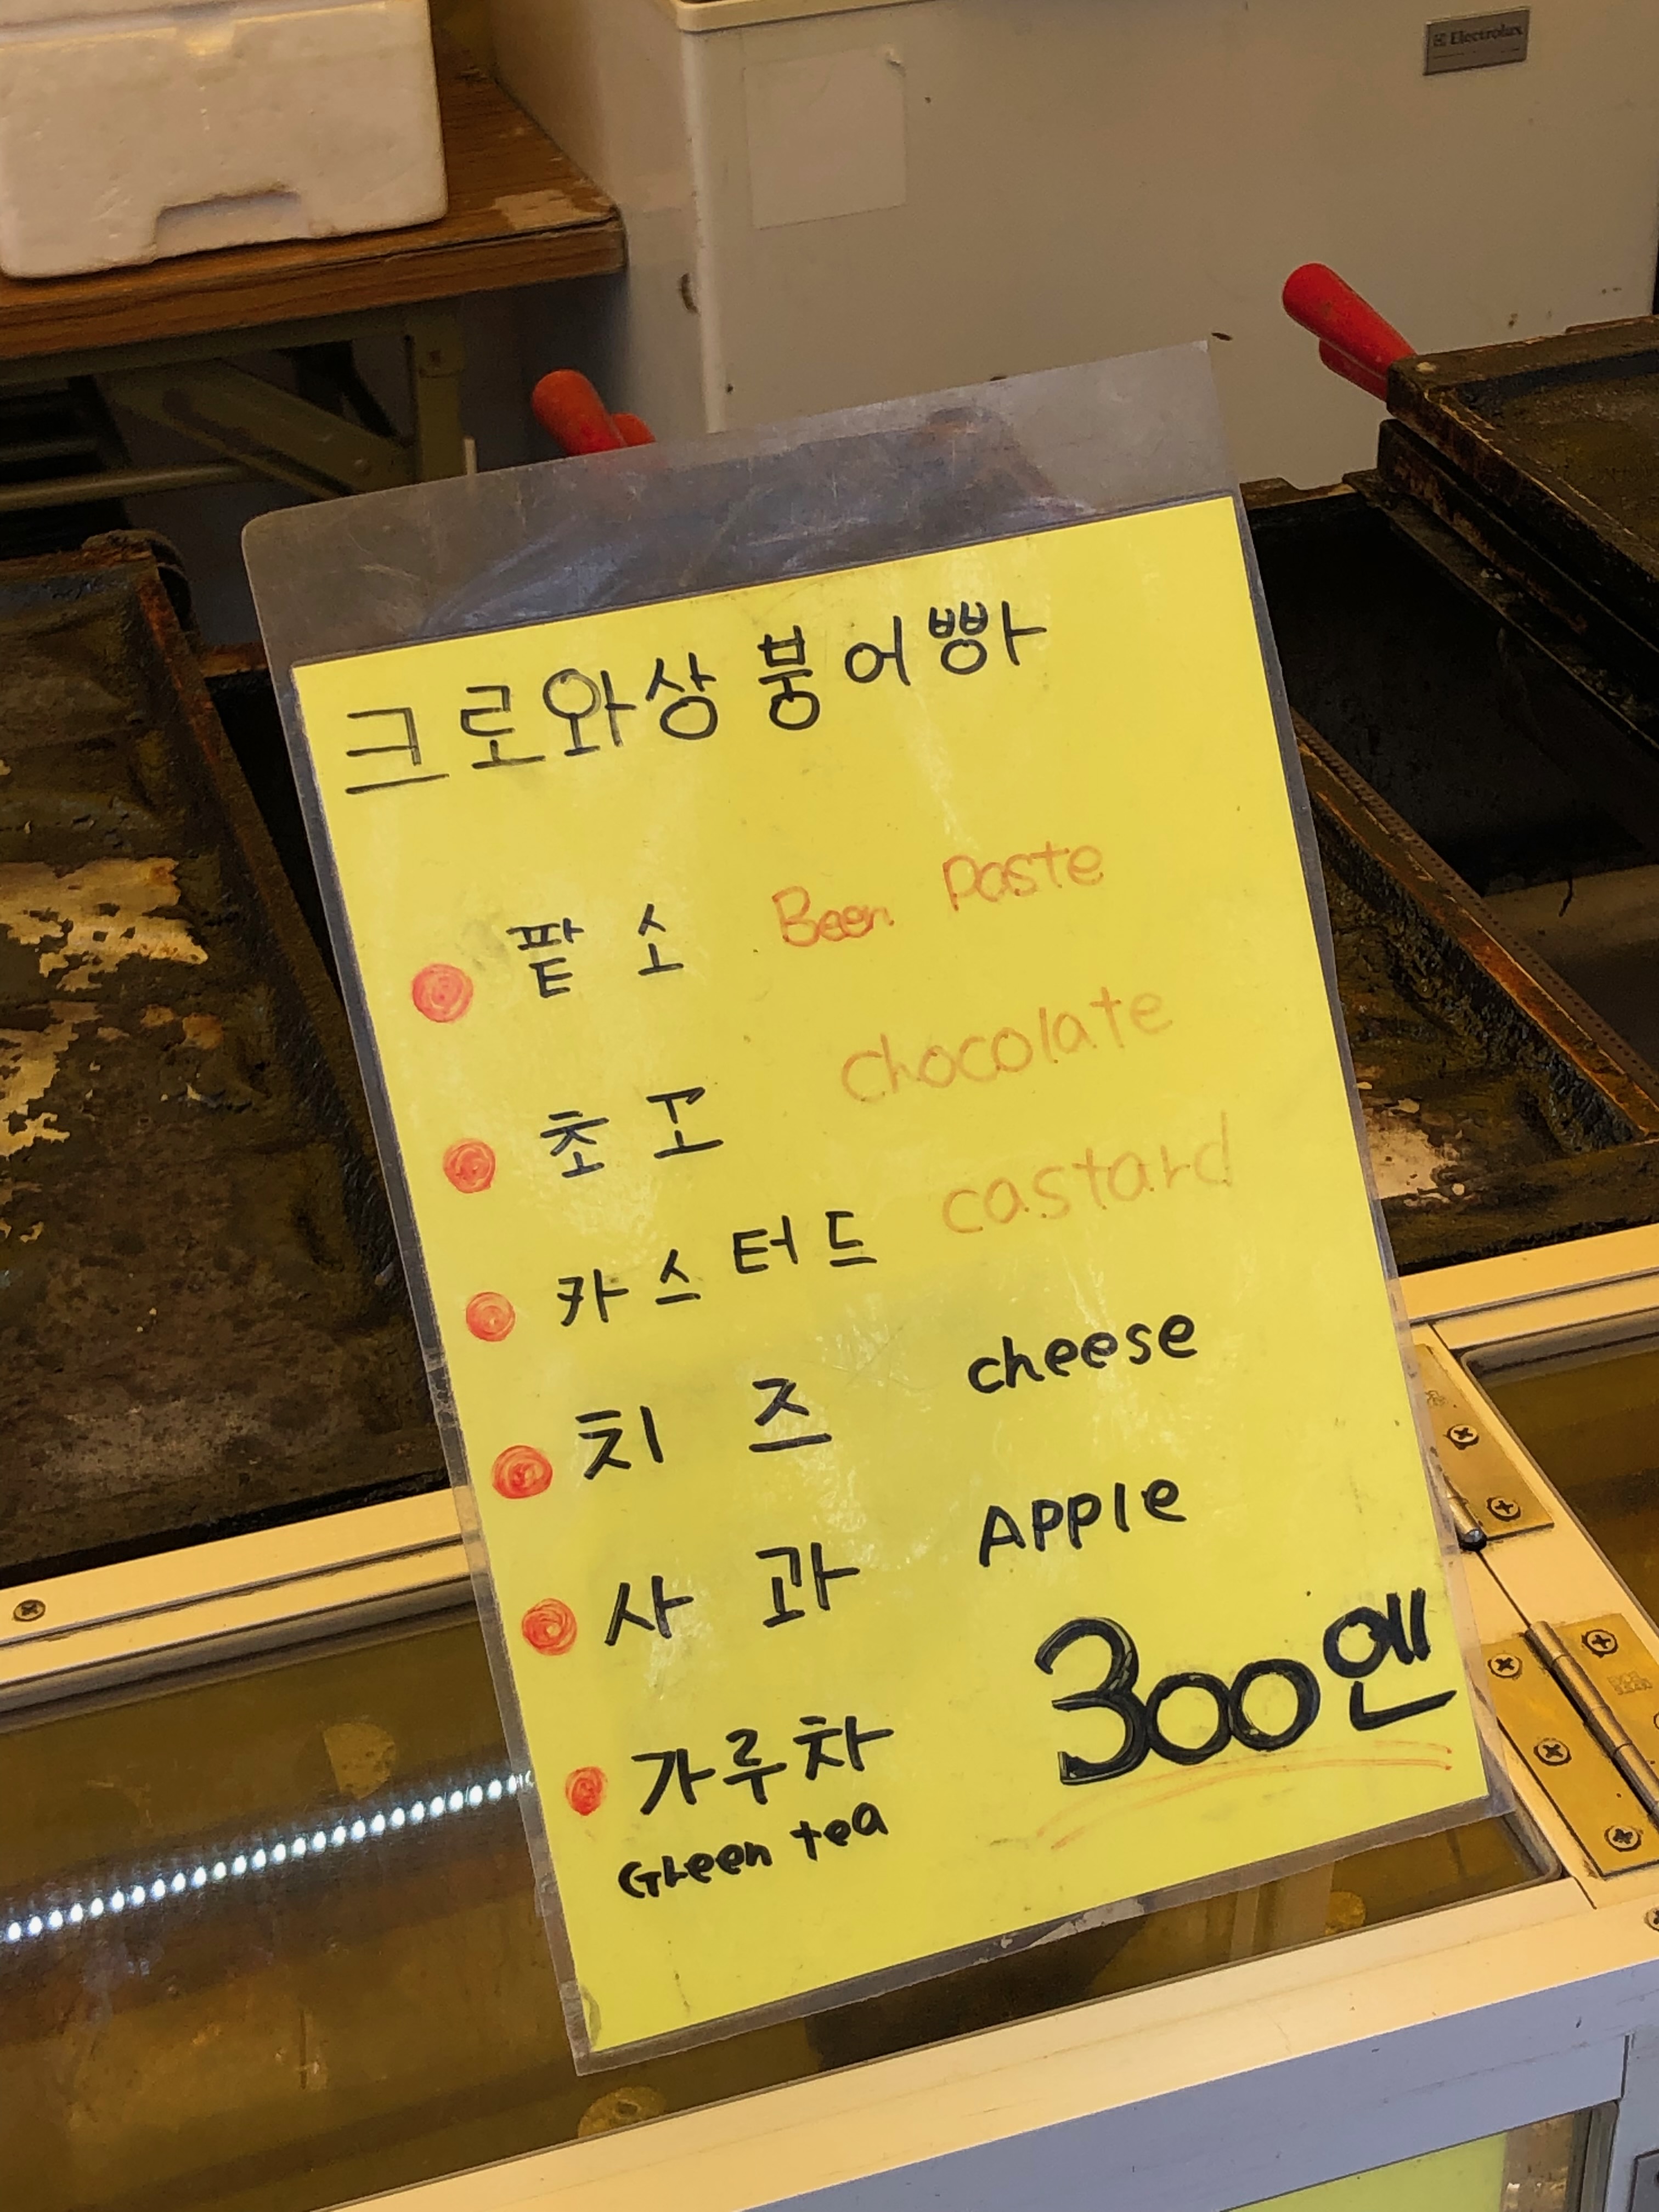 Electrolux
크로와상 붕어빵
팥소 Been Paste
초코 chocolate
카스터드 castard
치즈 cheese
사과 Apple
300엔
가루차
Green tea